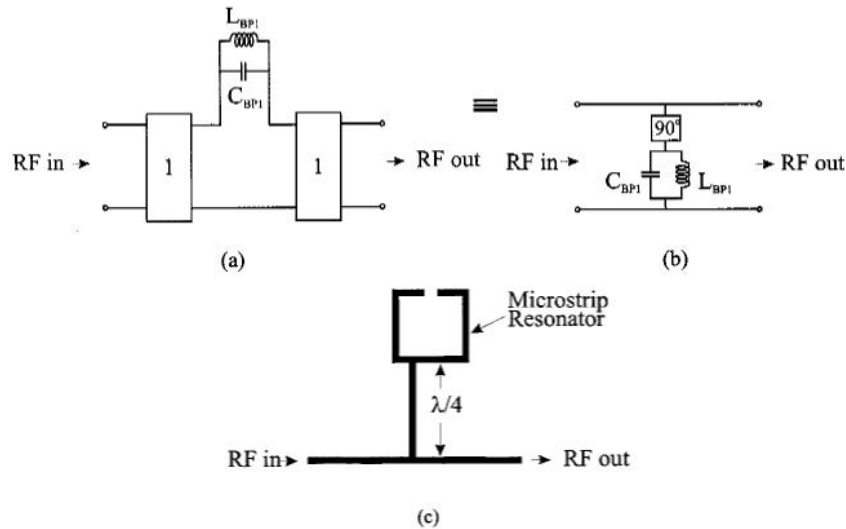 L_BP1
C_BP1
RF in
1
1
RF out
(a)
≡
90°
RF in
C_BP1
L_BP1
RF out
(b)
Microstrip
Resonator
λ/4
RF in
RF out
(c)